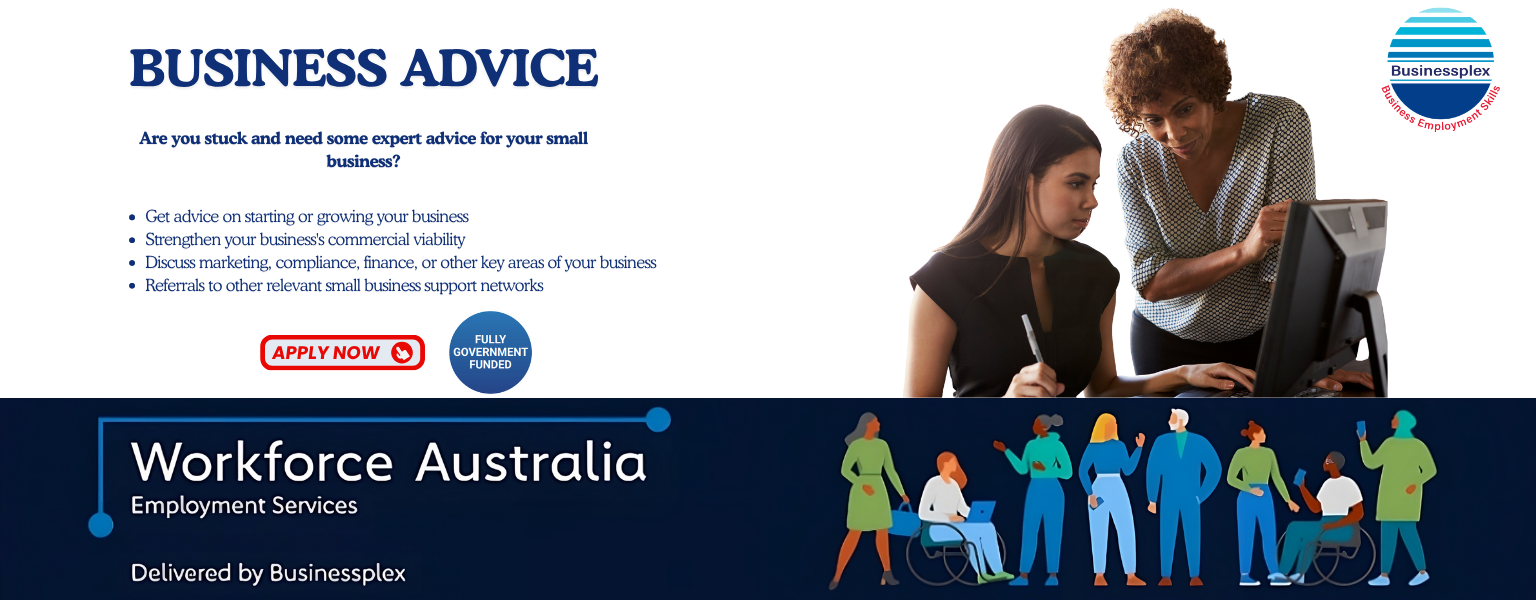 BUSINESS ADVICE
Are you stuck and need some expert advice for your small
business?
Get advice on starting or growing your business
Strengthen your business's commercial viability
Discuss marketing, compliance, finance, or other key areas of your business
Referrals to other relevant small business support networks
APPLY NOW
FULLY
GOVERNMENT
FUNDED
Businessplex
Business Employment Skills
Workforce Australia
Employment Services
Delivered by Businessplex